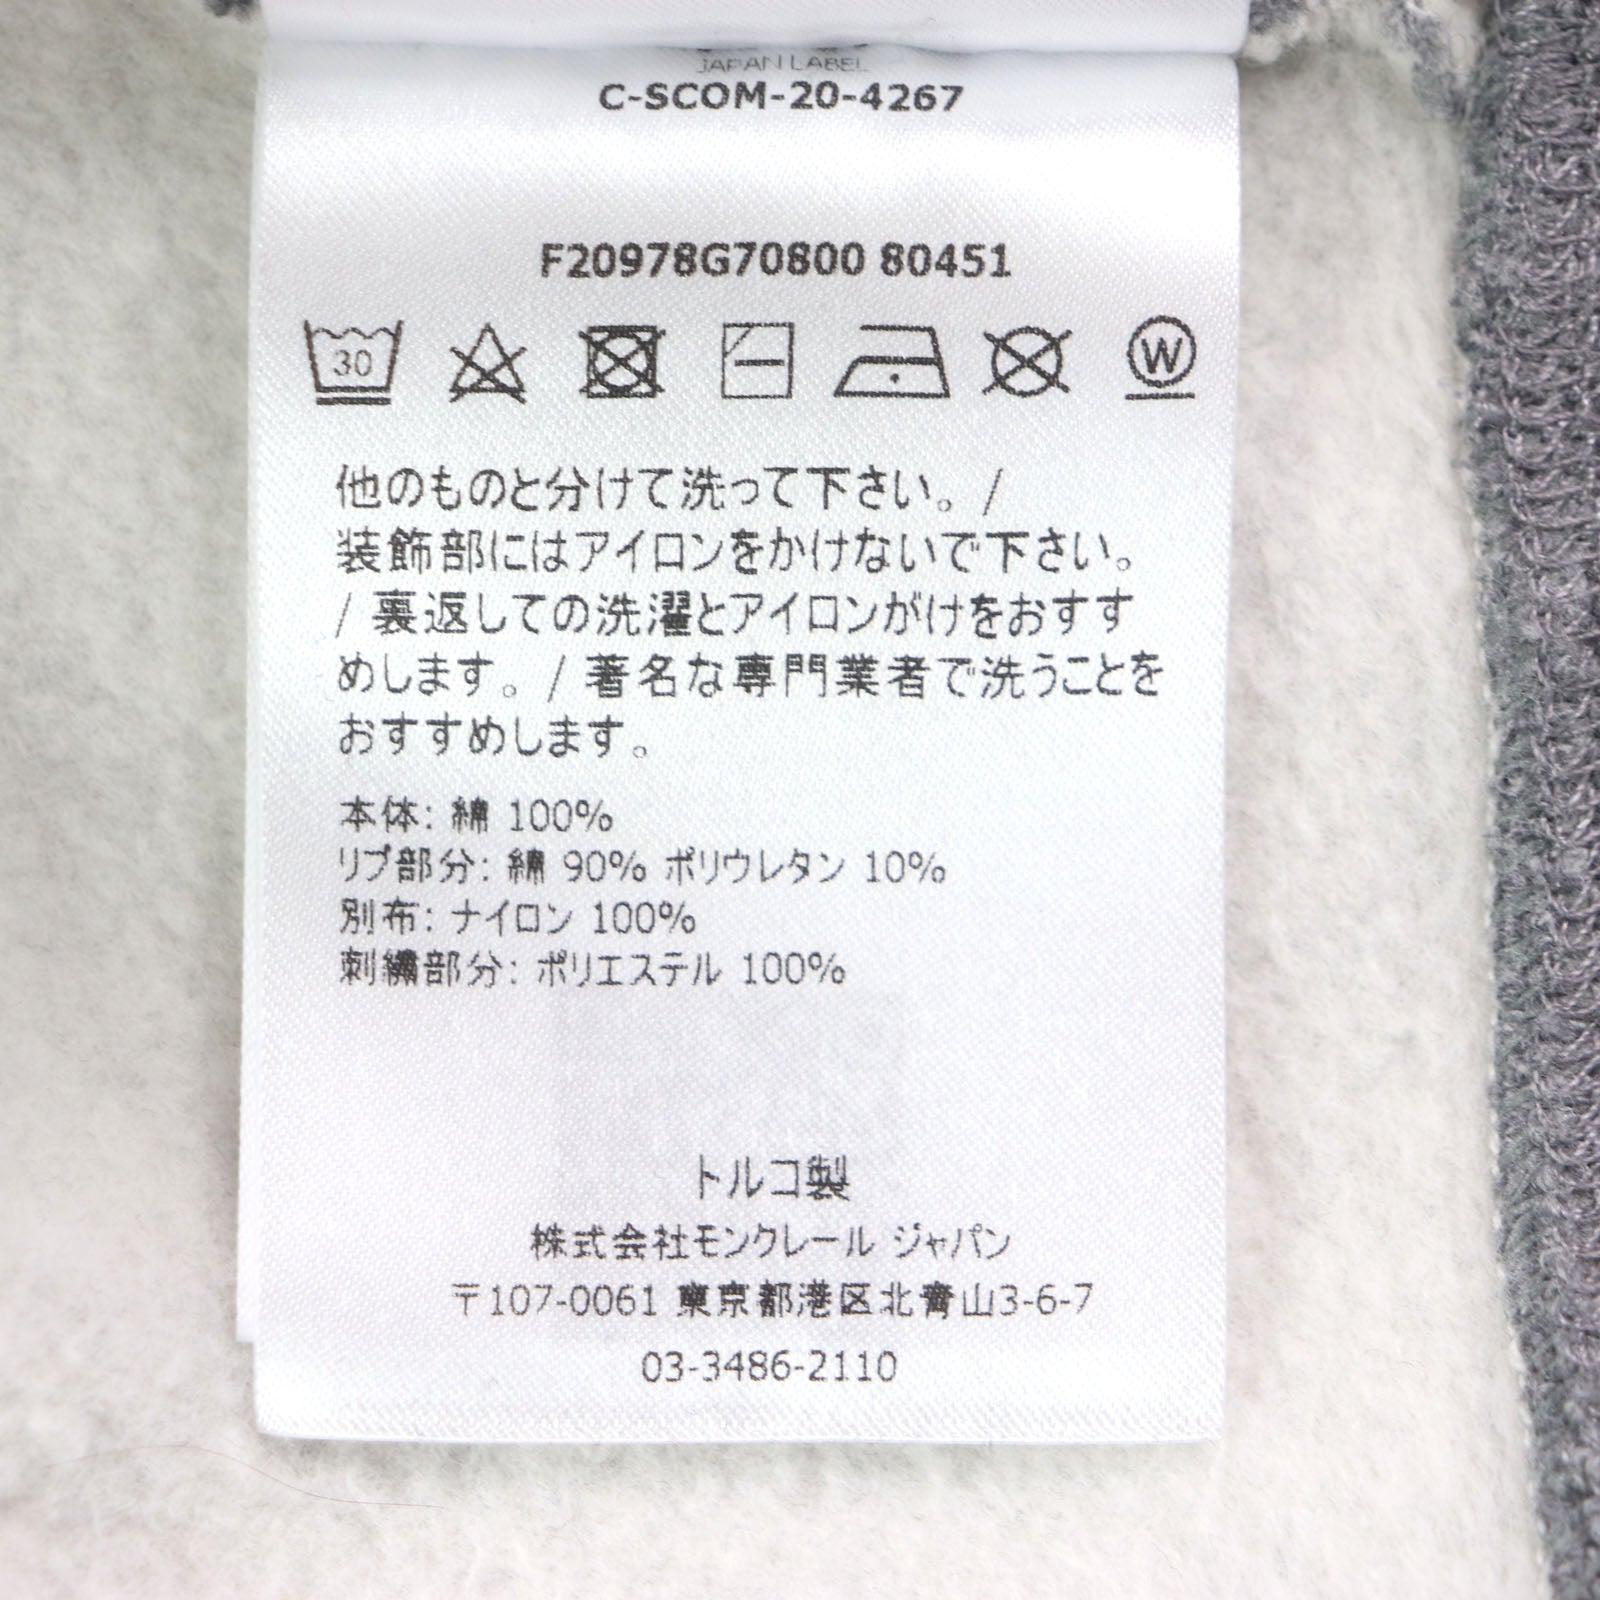 JAPAN LABEL
C-SCOM-20-4267
F20978G70800 80451
30
W
他のものと分けて洗って下さい。 /
装飾部にはアイロンをかけないで下さい。
/ 裏返しての洗濯とアイロンがけをおすす
めします。 / 著名な専門業者で洗うことを
おすすめします。
本体: 綿 100%
リブ部分: 綿 90% ポリウレタン 10%
別布: ナイロン 100%
刺繍部分: ポリエステル 100%
トルコ製
株式会社モンクレール ジャパン
〒107-0061 東京都港区北青山3-6-7
03-3486-2110